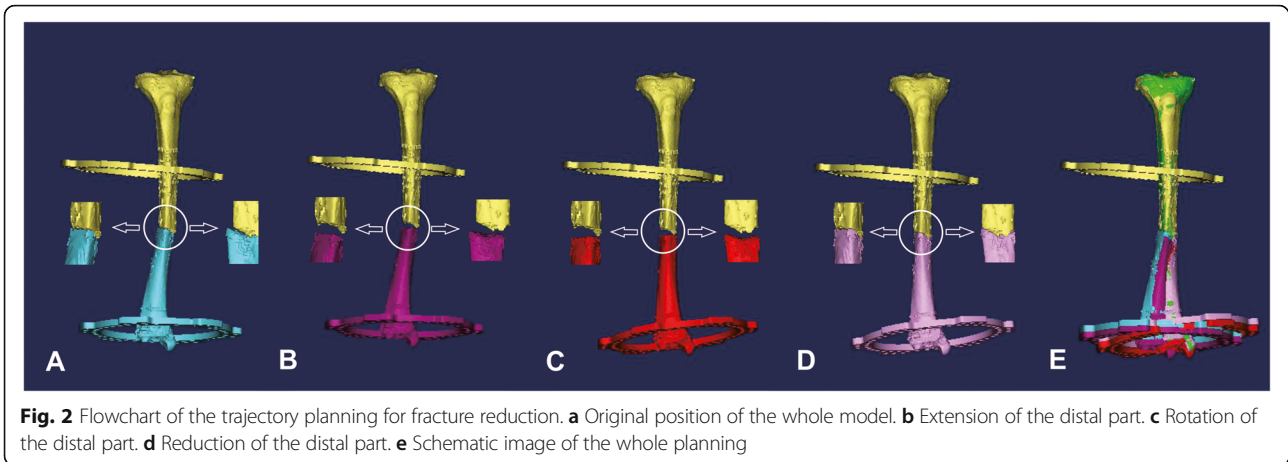 A
B
C
D
E
Fig. 2 Flowchart of the trajectory planning for fracture reduction. a Original position of the whole model. b Extension of the distal part. c Rotation of
the distal part. d Reduction of the distal part. e Schematic image of the whole planning